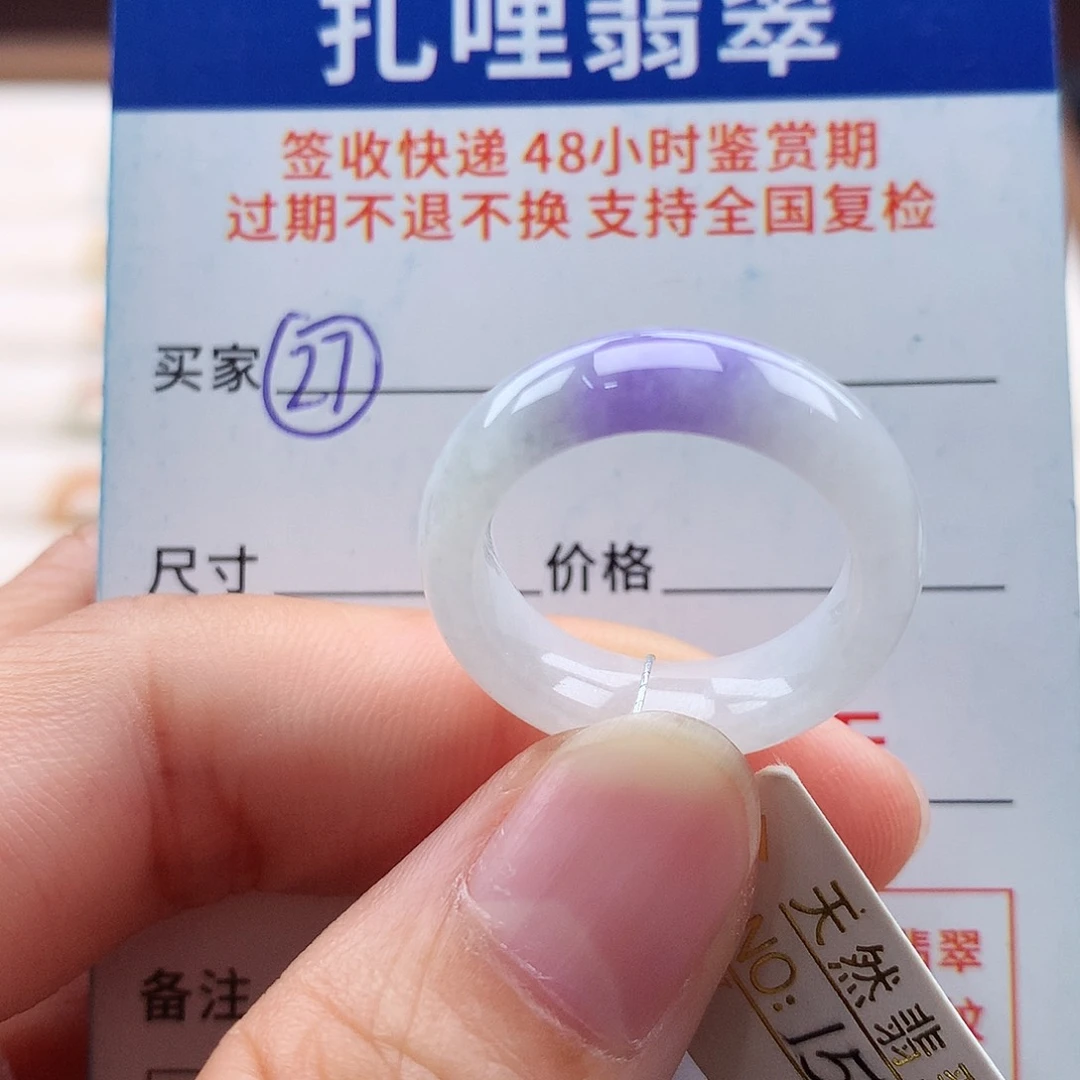 扎哩翡翠
签收快递 48小时鉴赏期
过期不退不换 支持全国复检
买家 27
尺寸 价格
备注
翡翠
天然翡
NO: 15